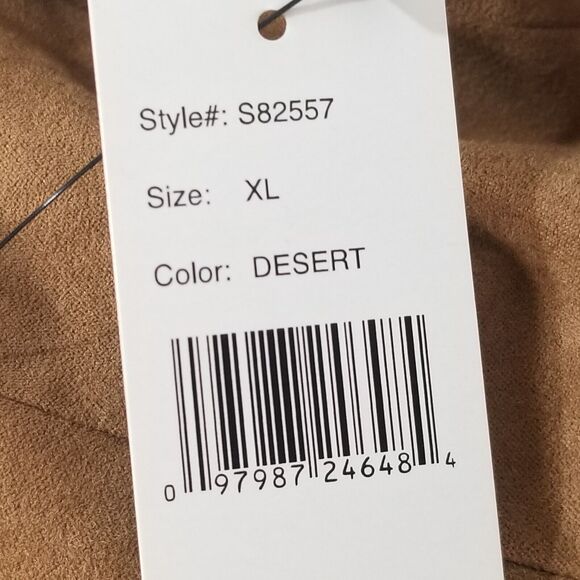 Style#: S82557
Size: XL
Color: DESERT
0 97987 24648 4